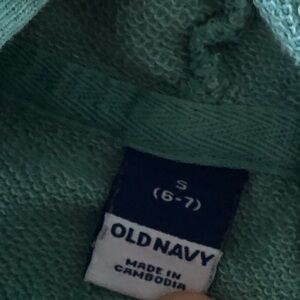 S
(6-7)
OLD NAVY
MADE IN
CAMBODIA